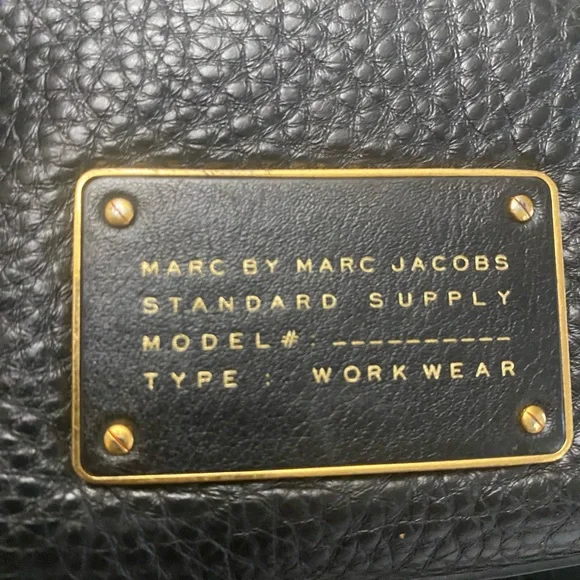 MARC BY MARC JACOBS
STANDARD SUPPLY
MODEL#: __________
TYPE : WORK WEAR